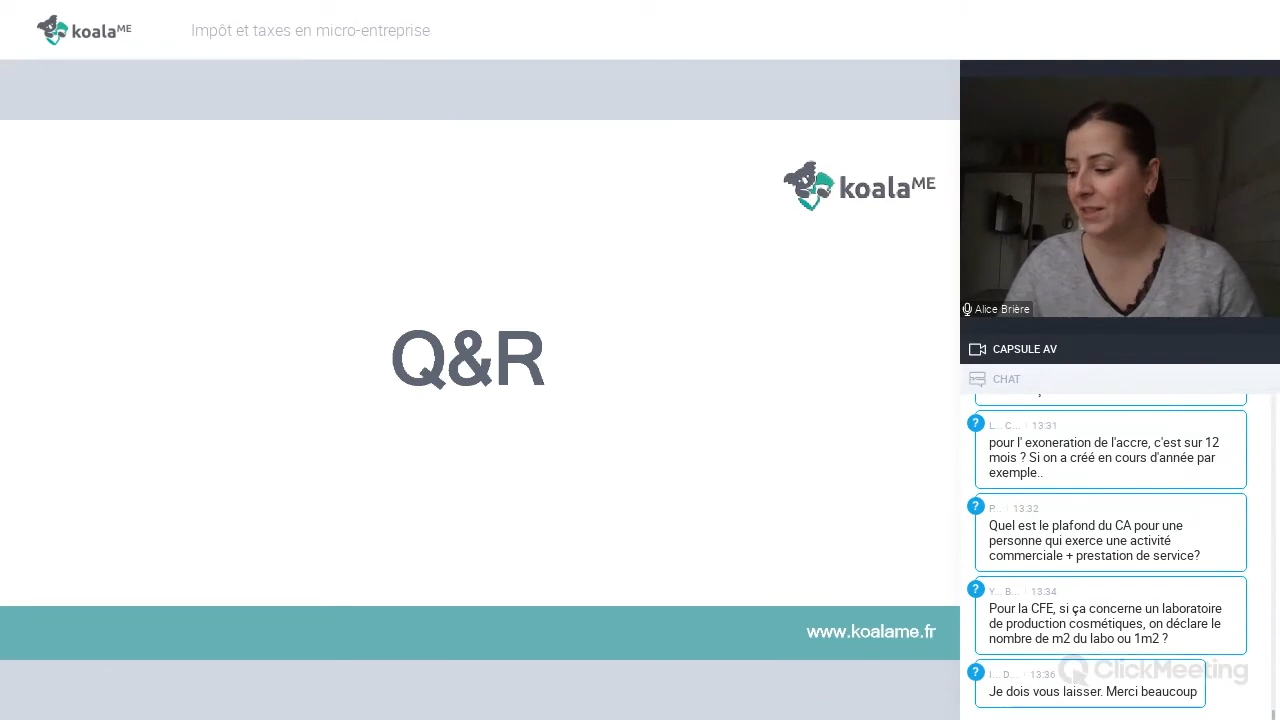 koalaME
Impôt et taxes en micro-entreprise
koalaME
Q&R
www.koalame.fr
Alice Brière
CAPSULE AV
CHAT
? L... C... 13:31
pour l' exoneration de l'accre, c'est sur 12
mois ? Si on a créé en cours d'année par
exemple..
? P... 13:32
Quel est le plafond du CA pour une
personne qui exerce une activité
commerciale + prestation de service?
? Y... B... 13:34
Pour la CFE, si ça concerne un laboratoire
de production cosmétiques, on déclare le
nombre de m2 du labo ou 1m2 ?
ClickMeeting
? I... D... 13:36
Je dois vous laisser. Merci beaucoup